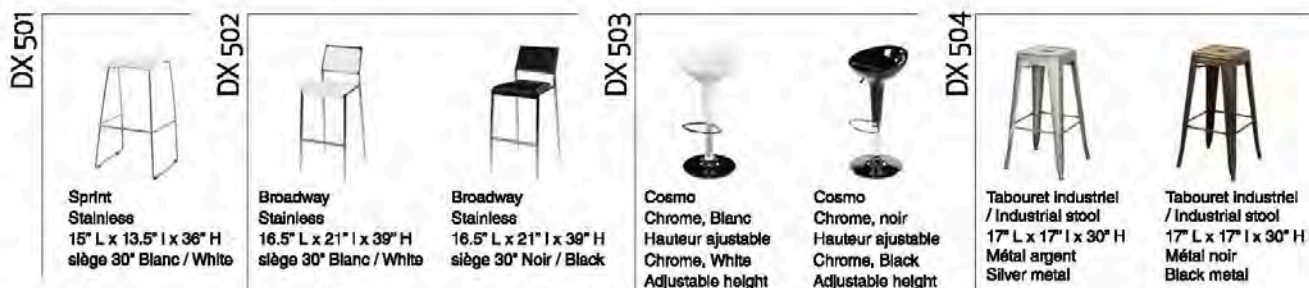 DX 501
Sprint
Stainless
15" L x 13.5" l x 36" H
siège 30" Blanc / White
DX 502
Broadway
Stainless
16.5" L x 21" l x 39" H
siège 30" Blanc / White
Broadway
Stainless
16.5" L x 21" l x 39" H
siège 30" Noir / Black
DX 503
Cosmo
Chrome, Blanc
Hauteur ajustable
Chrome, White
Adjustable height
Cosmo
Chrome, noir
Hauteur ajustable
Chrome, Black
Adjustable height
DX 504
Tabouret industriel
/ Industrial stool
17" L x 17" l x 30" H
Métal argent
Silver metal
Tabouret industriel
/ Industrial stool
17" L x 17" l x 30" H
Métal noir
Black metal